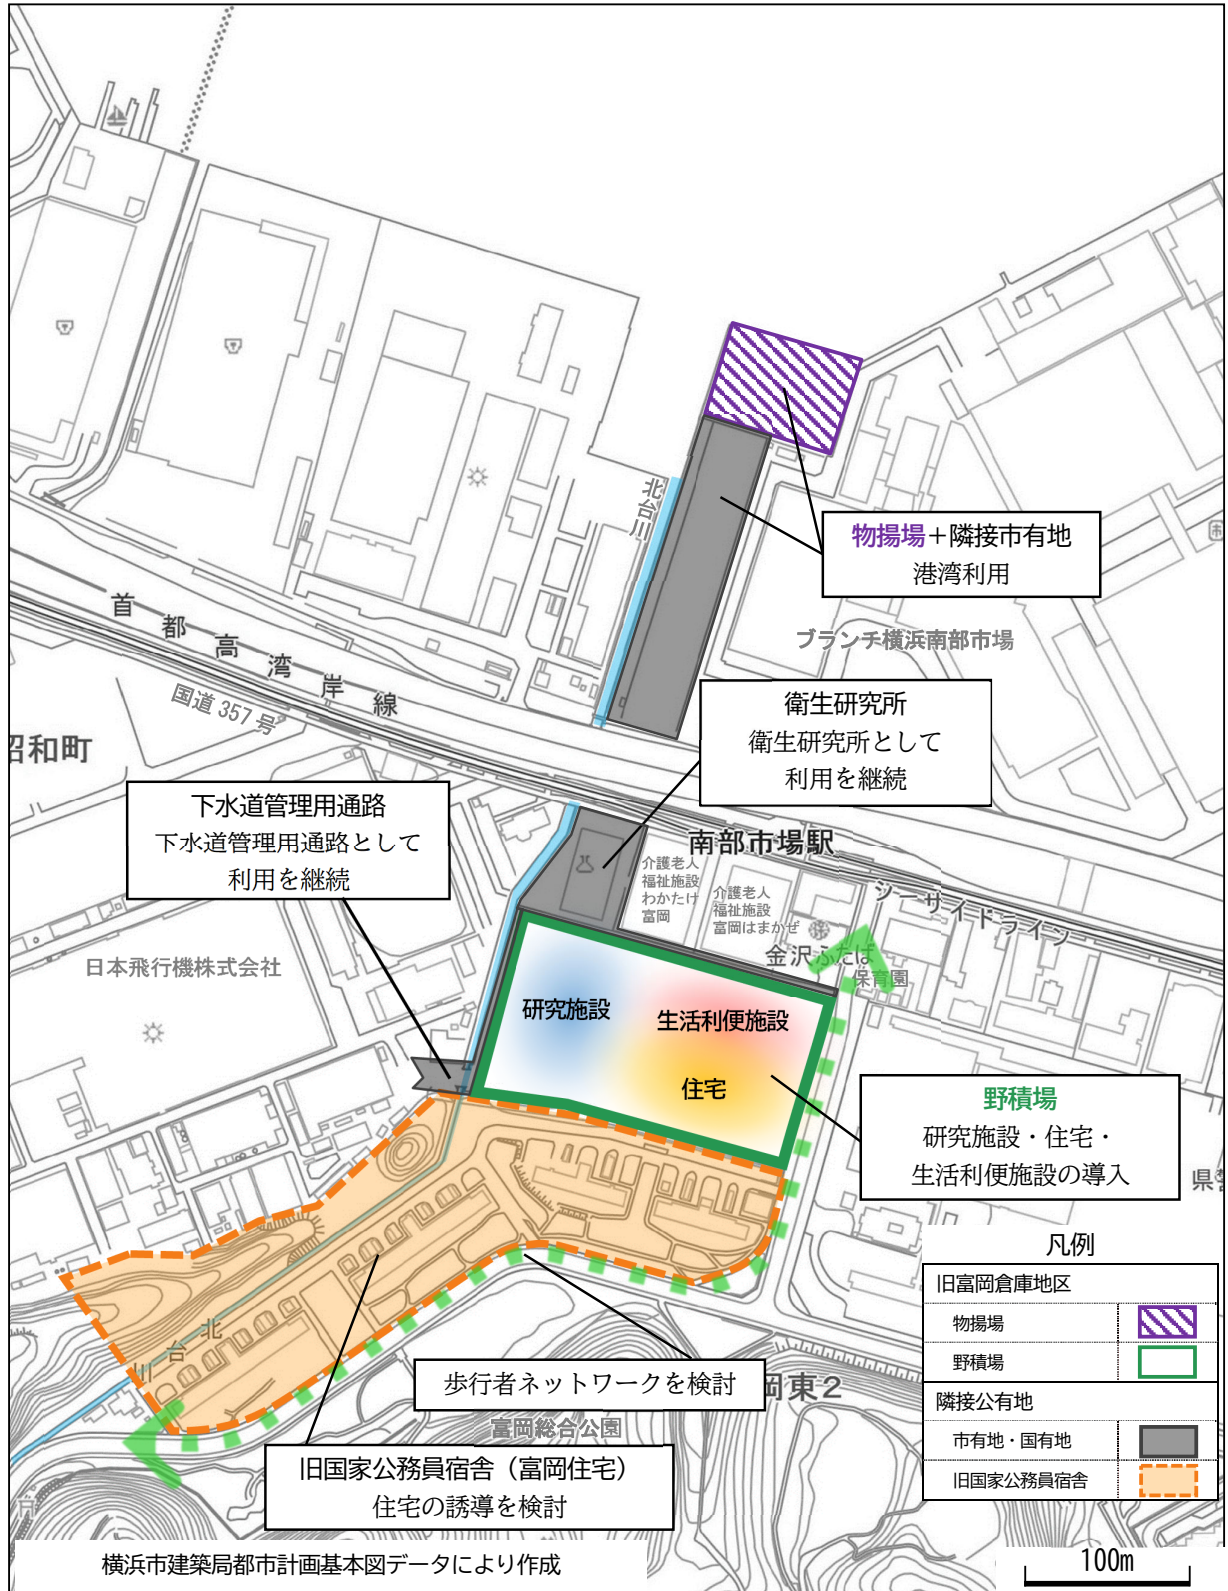 北台川
物揚場＋隣接市有地
港湾利用
ブランチ横浜南部市場
首都高湾岸線
国道357号
昭和町
衛生研究所
衛生研究所として
利用を継続
下水道管理用通路
下水道管理用通路として
利用を継続
南部市場駅
シーサイドライン
介護老人
福祉施設
わかたけ
富岡
介護老人
福祉施設
富岡はまかぜ
金沢ふたば
保育園
日本飛行機株式会社
研究施設
生活利便施設
住宅
野積場
研究施設・住宅・
生活利便施設の導入
県営
北台川
歩行者ネットワークを検討
岡東2
富岡総合公園
旧国家公務員宿舎（富岡住宅）
住宅の誘導を検討
凡例
旧富岡倉庫地区
物揚場
野積場
隣接公有地
市有地・国有地
旧国家公務員宿舎
横浜市建築局都市計画基本図データにより作成
100m